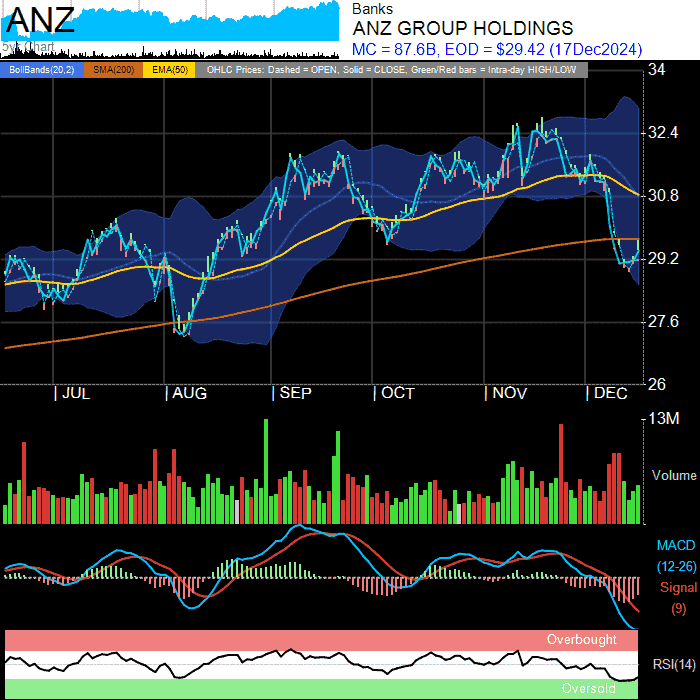 ANZ
Banks
ANZ GROUP HOLDINGS
5yr Chart
MC = 87.6B, EOD = $29.42 (17Dec2024)
BollBands(20,2) SMA(200) EMA(50) OHLC Prices: Dashed = OPEN, Solid = CLOSE, Green/Red bars = Intra-day HIGH/LOW
34
32.4
30.8
29.2
27.6
26
| JUL | AUG | SEP | OCT | NOV | DEC
13M
Volume
MACD
(12-26)
Signal
(9)
Overbought
RSI(14)
Oversold